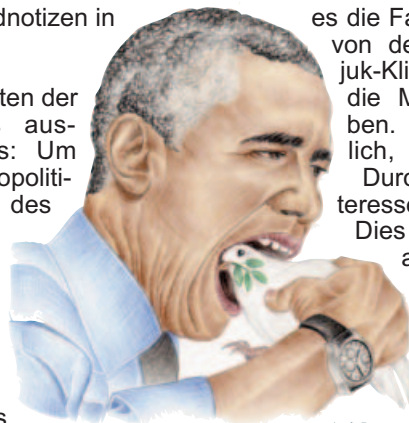 dnotizen in
ten der
aus-
s: Um
opoliti-
des
es die Fa
von de
juk-Kli
die M
ben.
lich,
Durc
teresse
Dies
a
s